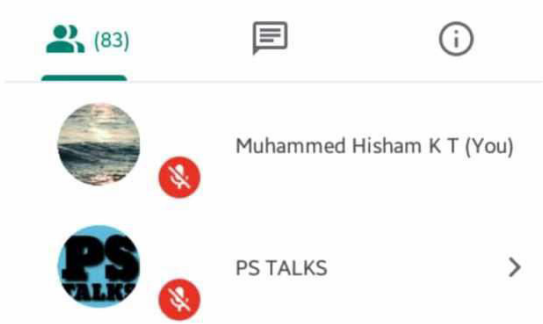 (83)
Muhammed Hisham K T (You)
PS
TALKS
PS TALKS